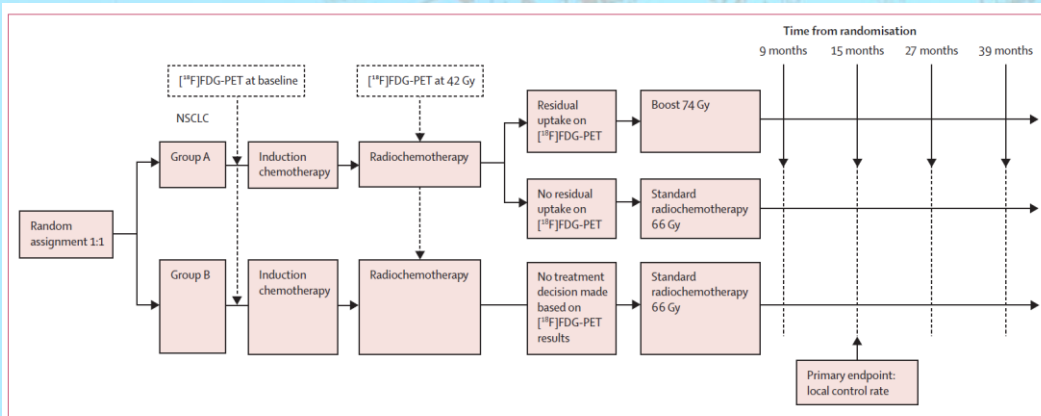 Time from randomisation
9 months
15 months
27 months
39 months
[¹⁸F]FDG-PET at baseline
[¹⁸F]FDG-PET at 42 Gy
NSCLC
Random
assignment 1:1
Group A
Induction
chemotherapy
Radiochemotherapy
Residual
uptake on
[¹⁸F]FDG-PET
Boost 74 Gy
No residual
uptake on
[¹⁸F]FDG-PET
Standard
radiochemotherapy
66 Gy
Group B
Induction
chemotherapy
Radiochemotherapy
No treatment
decision made
based on
[¹⁸F]FDG-PET
results
Standard
radiochemotherapy
66 Gy
Primary endpoint:
local control rate